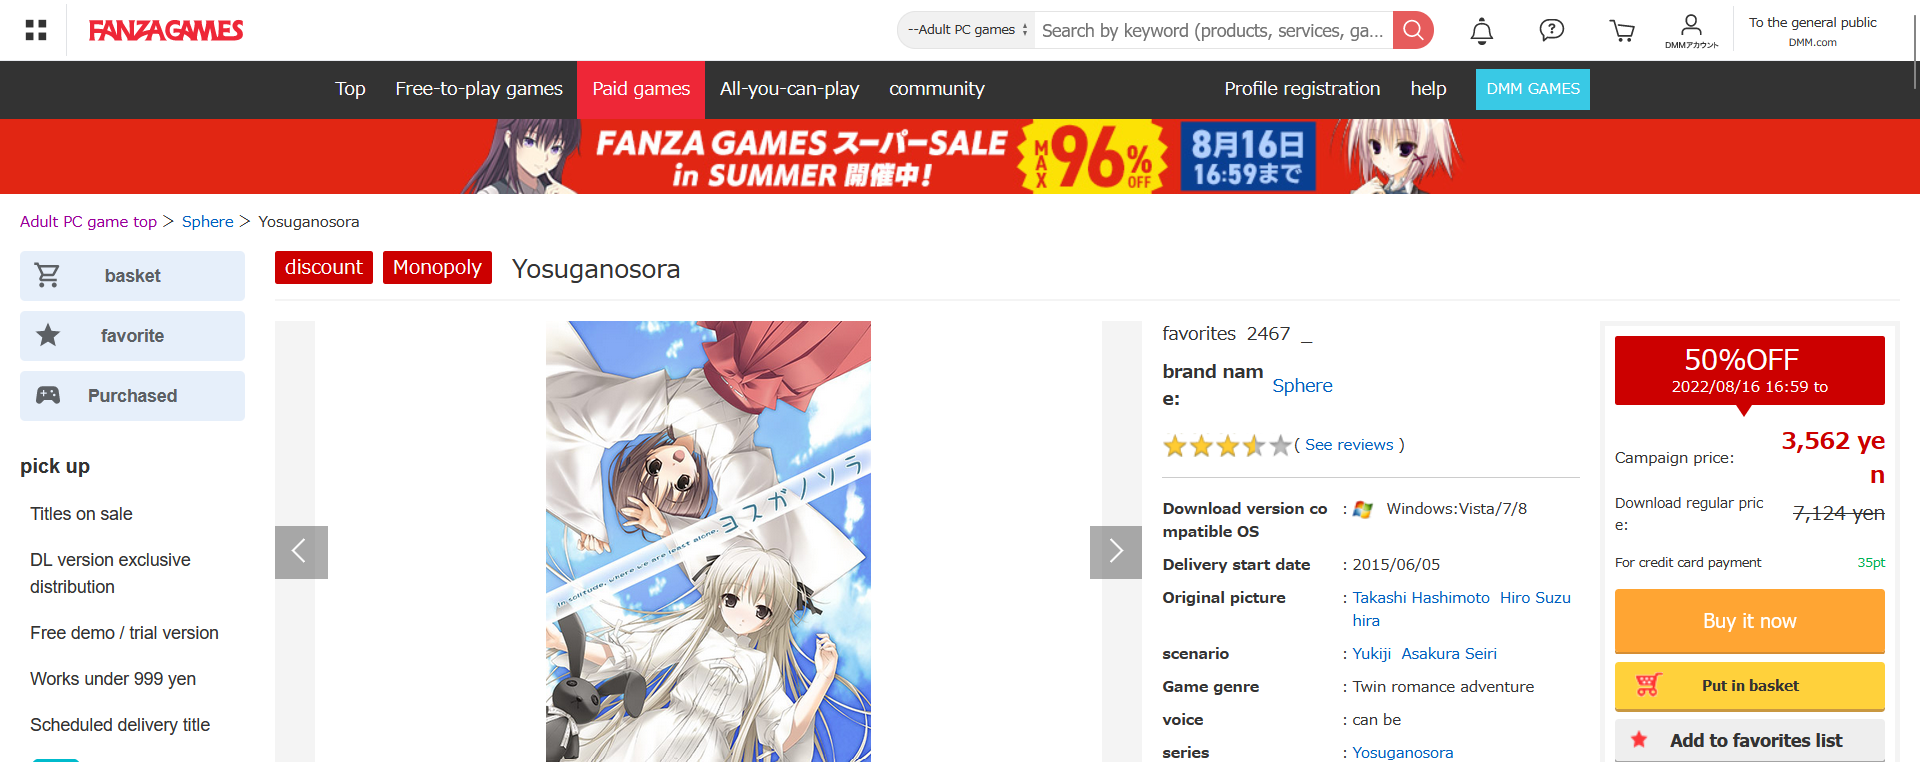 FANZA GAMES
--Adult PC games
Search by keyword (products, services, ga...
DMMアカウント
To the general public
DMM.com
Top
Free-to-play games
Paid games
All-you-can-play
community
Profile registration
help
DMM GAMES
FANZA GAMES スーパーSALE
in SUMMER 開催中!
MAX 96% OFF
8月16日
16:59まで
Adult PC game top > Sphere > Yosuganosora
basket
favorite
Purchased
pick up
Titles on sale
DL version exclusive
distribution
Free demo / trial version
Works under 999 yen
Scheduled delivery title
discount
Monopoly
Yosuganosora
ヨスガノソラ
In solitude, where we are least alone.
favorites 2467 _
brand nam
e:
Sphere
( See reviews )
Download version co
mpatible OS
: Windows:Vista/7/8
Delivery start date
: 2015/06/05
Original picture
: Takashi Hashimoto Hiro Suzu
hira
scenario
: Yukiji Asakura Seiri
Game genre
: Twin romance adventure
voice
: can be
series
: Yosuganosora
50%OFF
2022/08/16 16:59 to
Campaign price:
3,562 ye
n
Download regular pric
e:
7,124 yen
For credit card payment
35pt
Buy it now
Put in basket
Add to favorites list